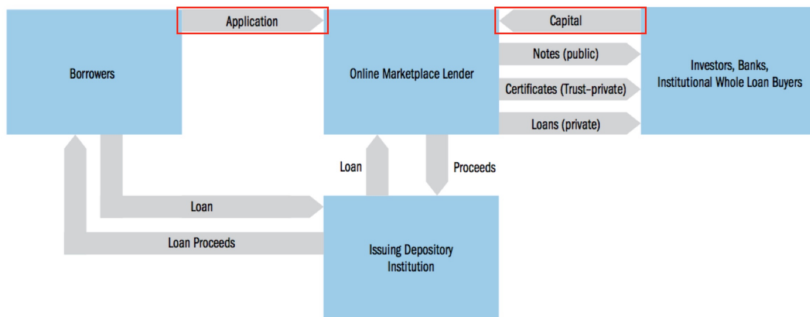 Application
Capital
Borrowers
Online Marketplace Lender
Notes (public)
Investors, Banks,
Institutional Whole Loan Buyers
Certificates (Trust–private)
Loans (private)
Loan
Proceeds
Loan
Loan Proceeds
Issuing Depository
Institution